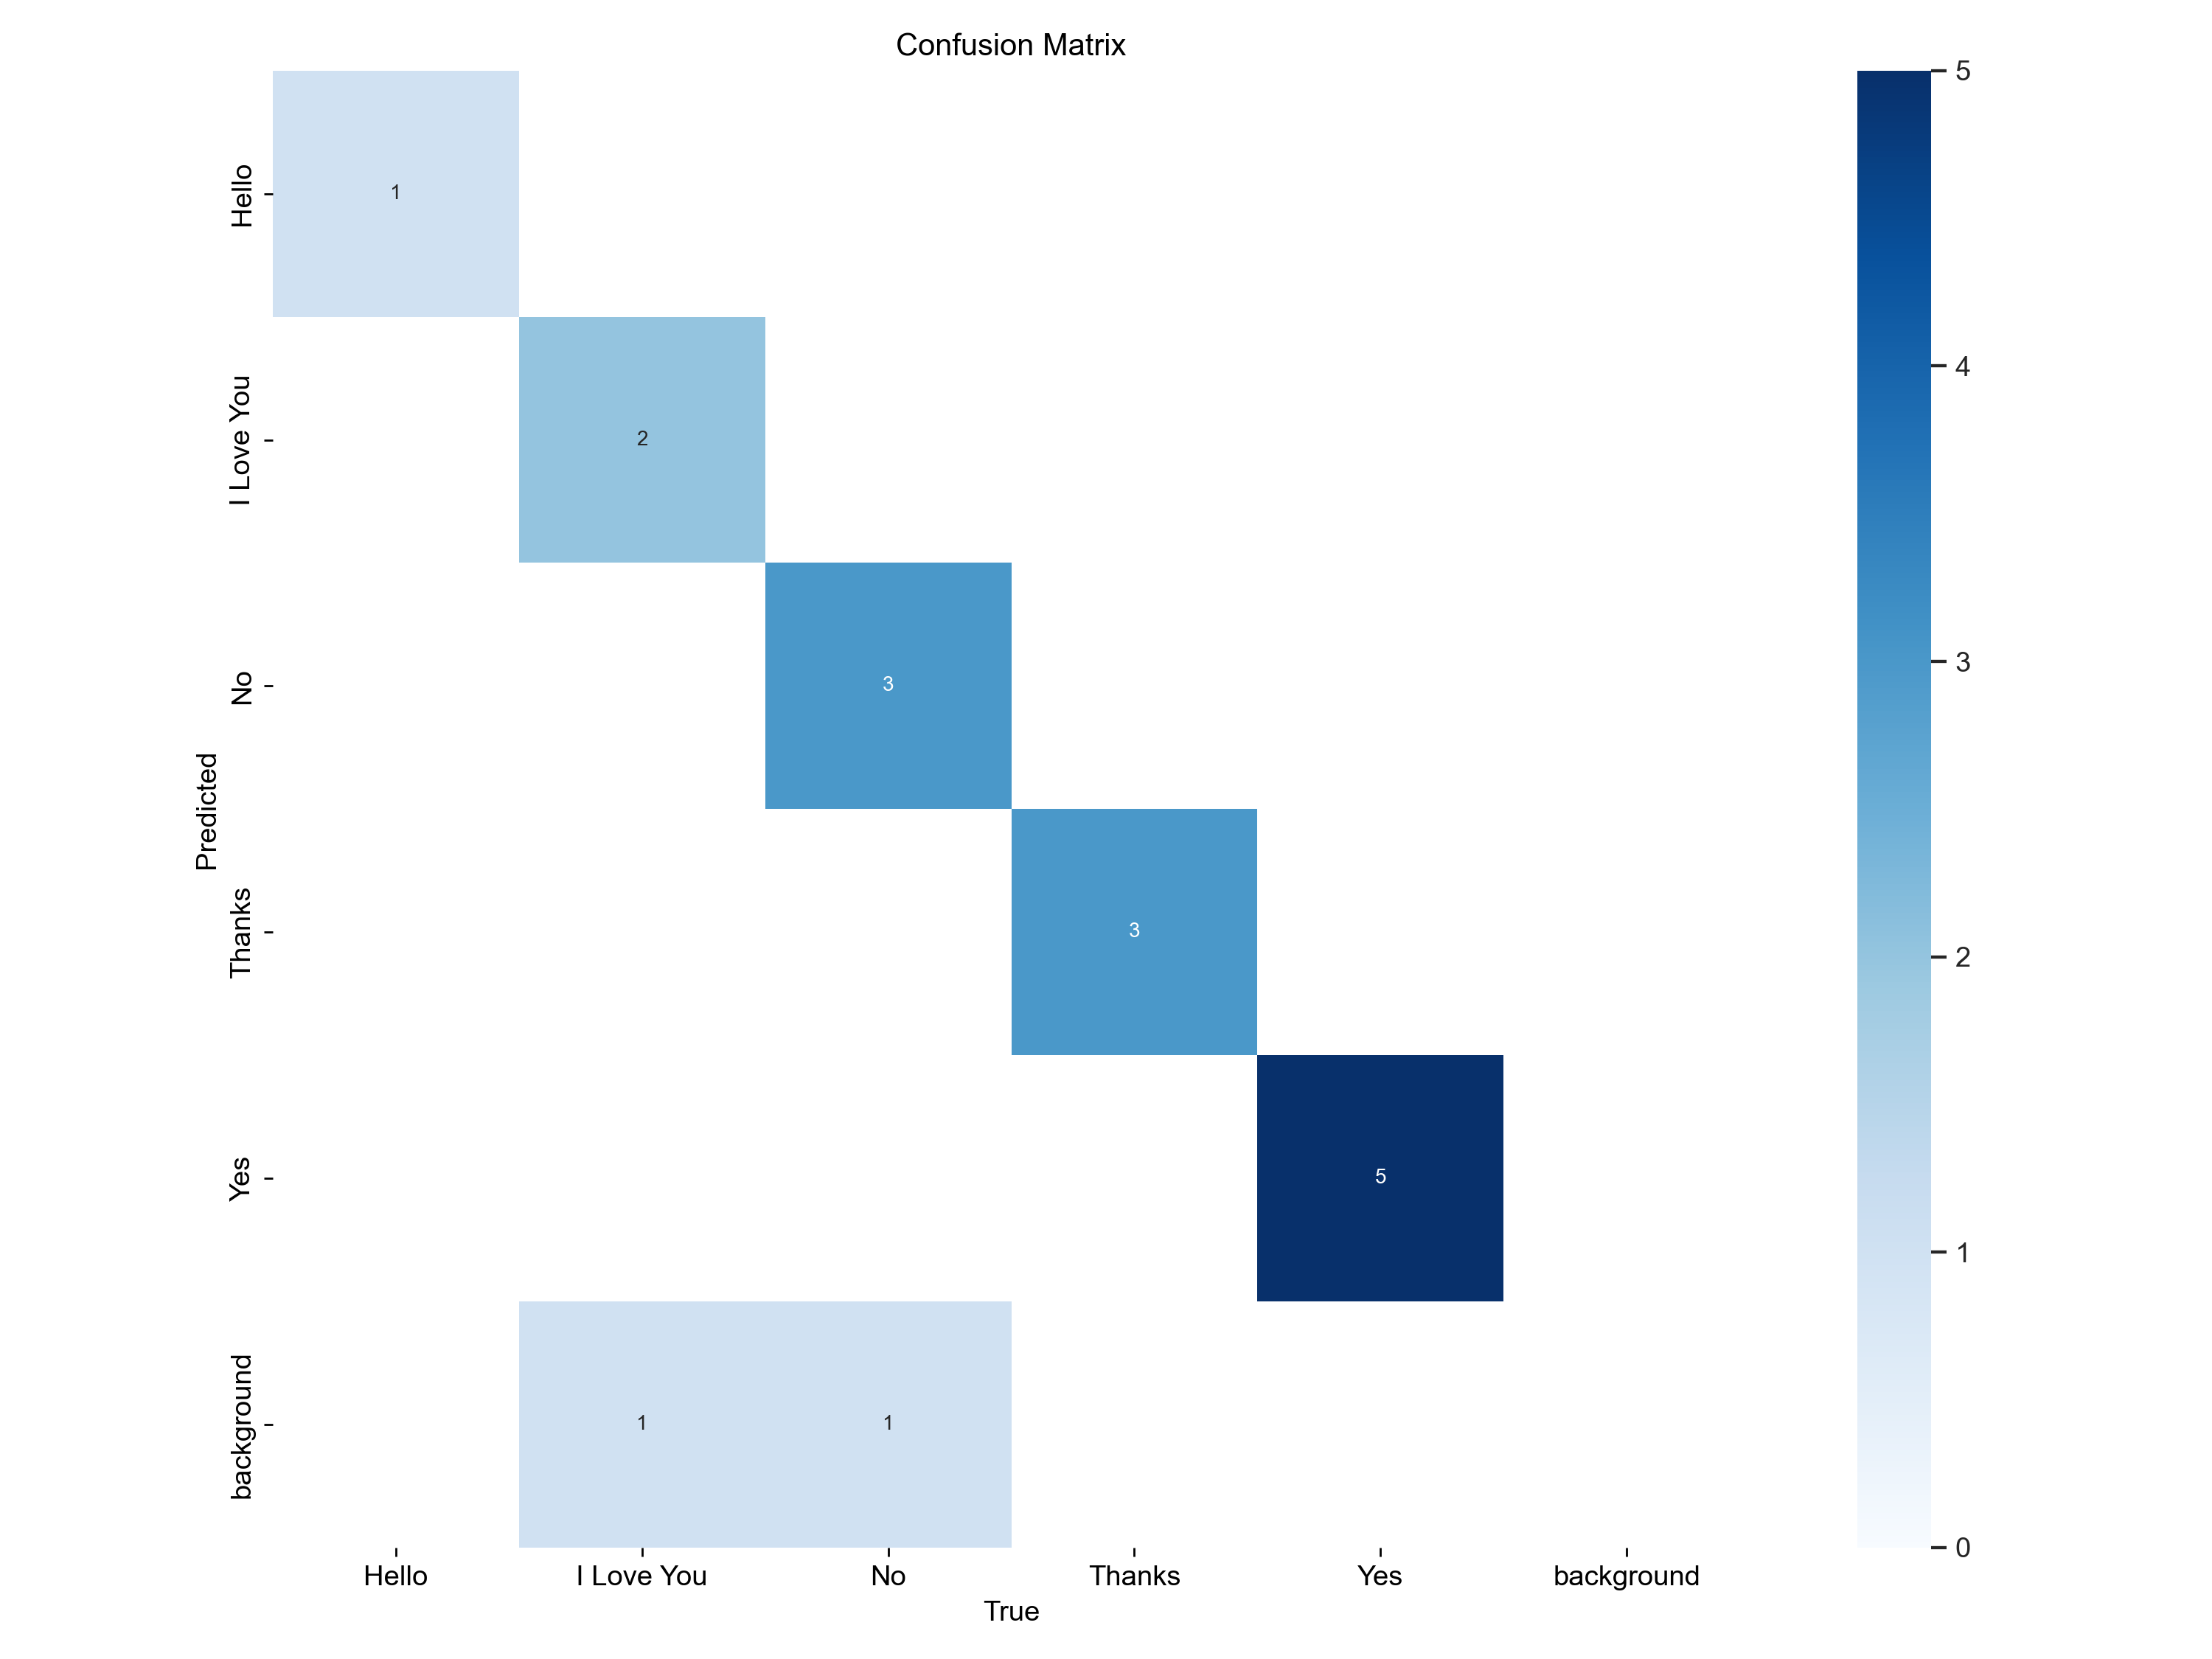 Confusion Matrix
Hello
I Love You
No
Thanks
Yes
background
Predicted
1
2
3
3
5
1 1
Hello I Love You No Thanks Yes background
True
5
4
3
2
1
0